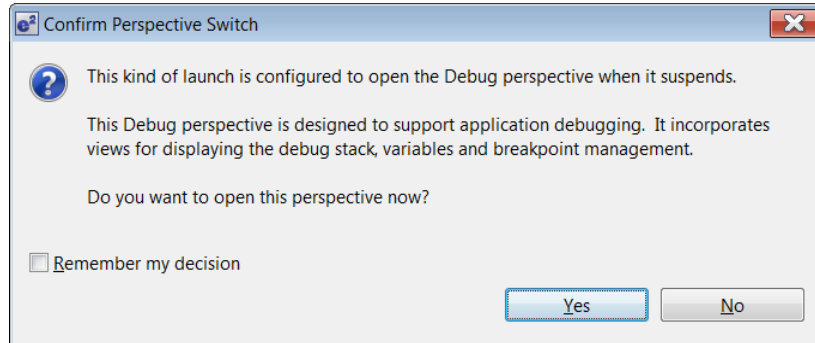 e²
Confirm Perspective Switch
This kind of launch is configured to open the Debug perspective when it suspends.
This Debug perspective is designed to support application debugging. It incorporates
views for displaying the debug stack, variables and breakpoint management.
Do you want to open this perspective now?
Remember my decision
Yes
No